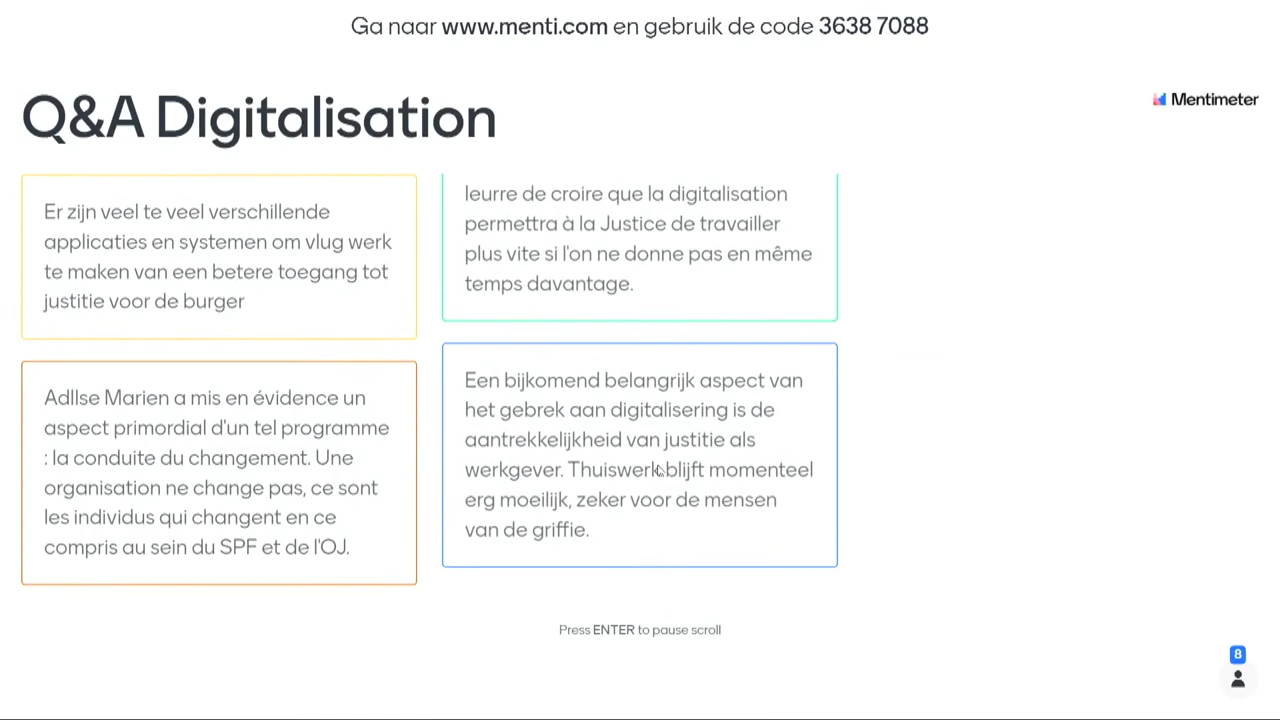 Ga naar www.menti.com en gebruik de code 3638 7088
Q&A Digitalisation
Mentimeter
Er zijn veel te veel verschillende
applicaties en systemen om vlug werk
te maken van een betere toegang tot
justitie voor de burger
Adllse Marien a mis en évidence un
aspect primordial d'un tel programme
: la conduite du changement. Une
organisation ne change pas, ce sont
les individus qui changent en ce
compris au sein du SPF et de l'OJ.
leurre de croire que la digitalisation
permettra à la Justice de travailler
plus vite si l'on ne donne pas en même
temps davantage.
Een bijkomend belangrijk aspect van
het gebrek aan digitalisering is de
aantrekkelijkheid van justitie als
werkgever. Thuiswerk blijft momenteel
erg moeilijk, zeker voor de mensen
van de griffie.
Press ENTER to pause scroll
8